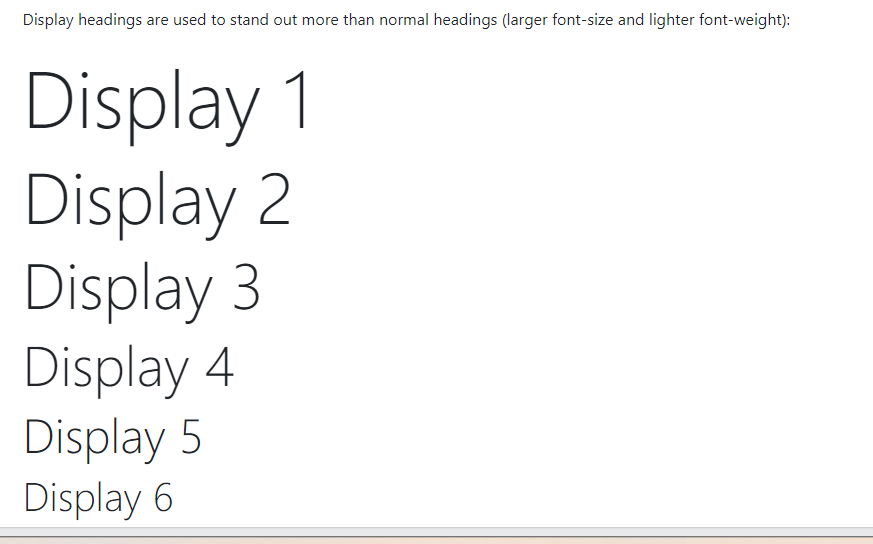 Display headings are used to stand out more than normal headings (larger font-size and lighter font-weight):
Display 1
Display 2
Display 3
Display 4
Display 5
Display 6